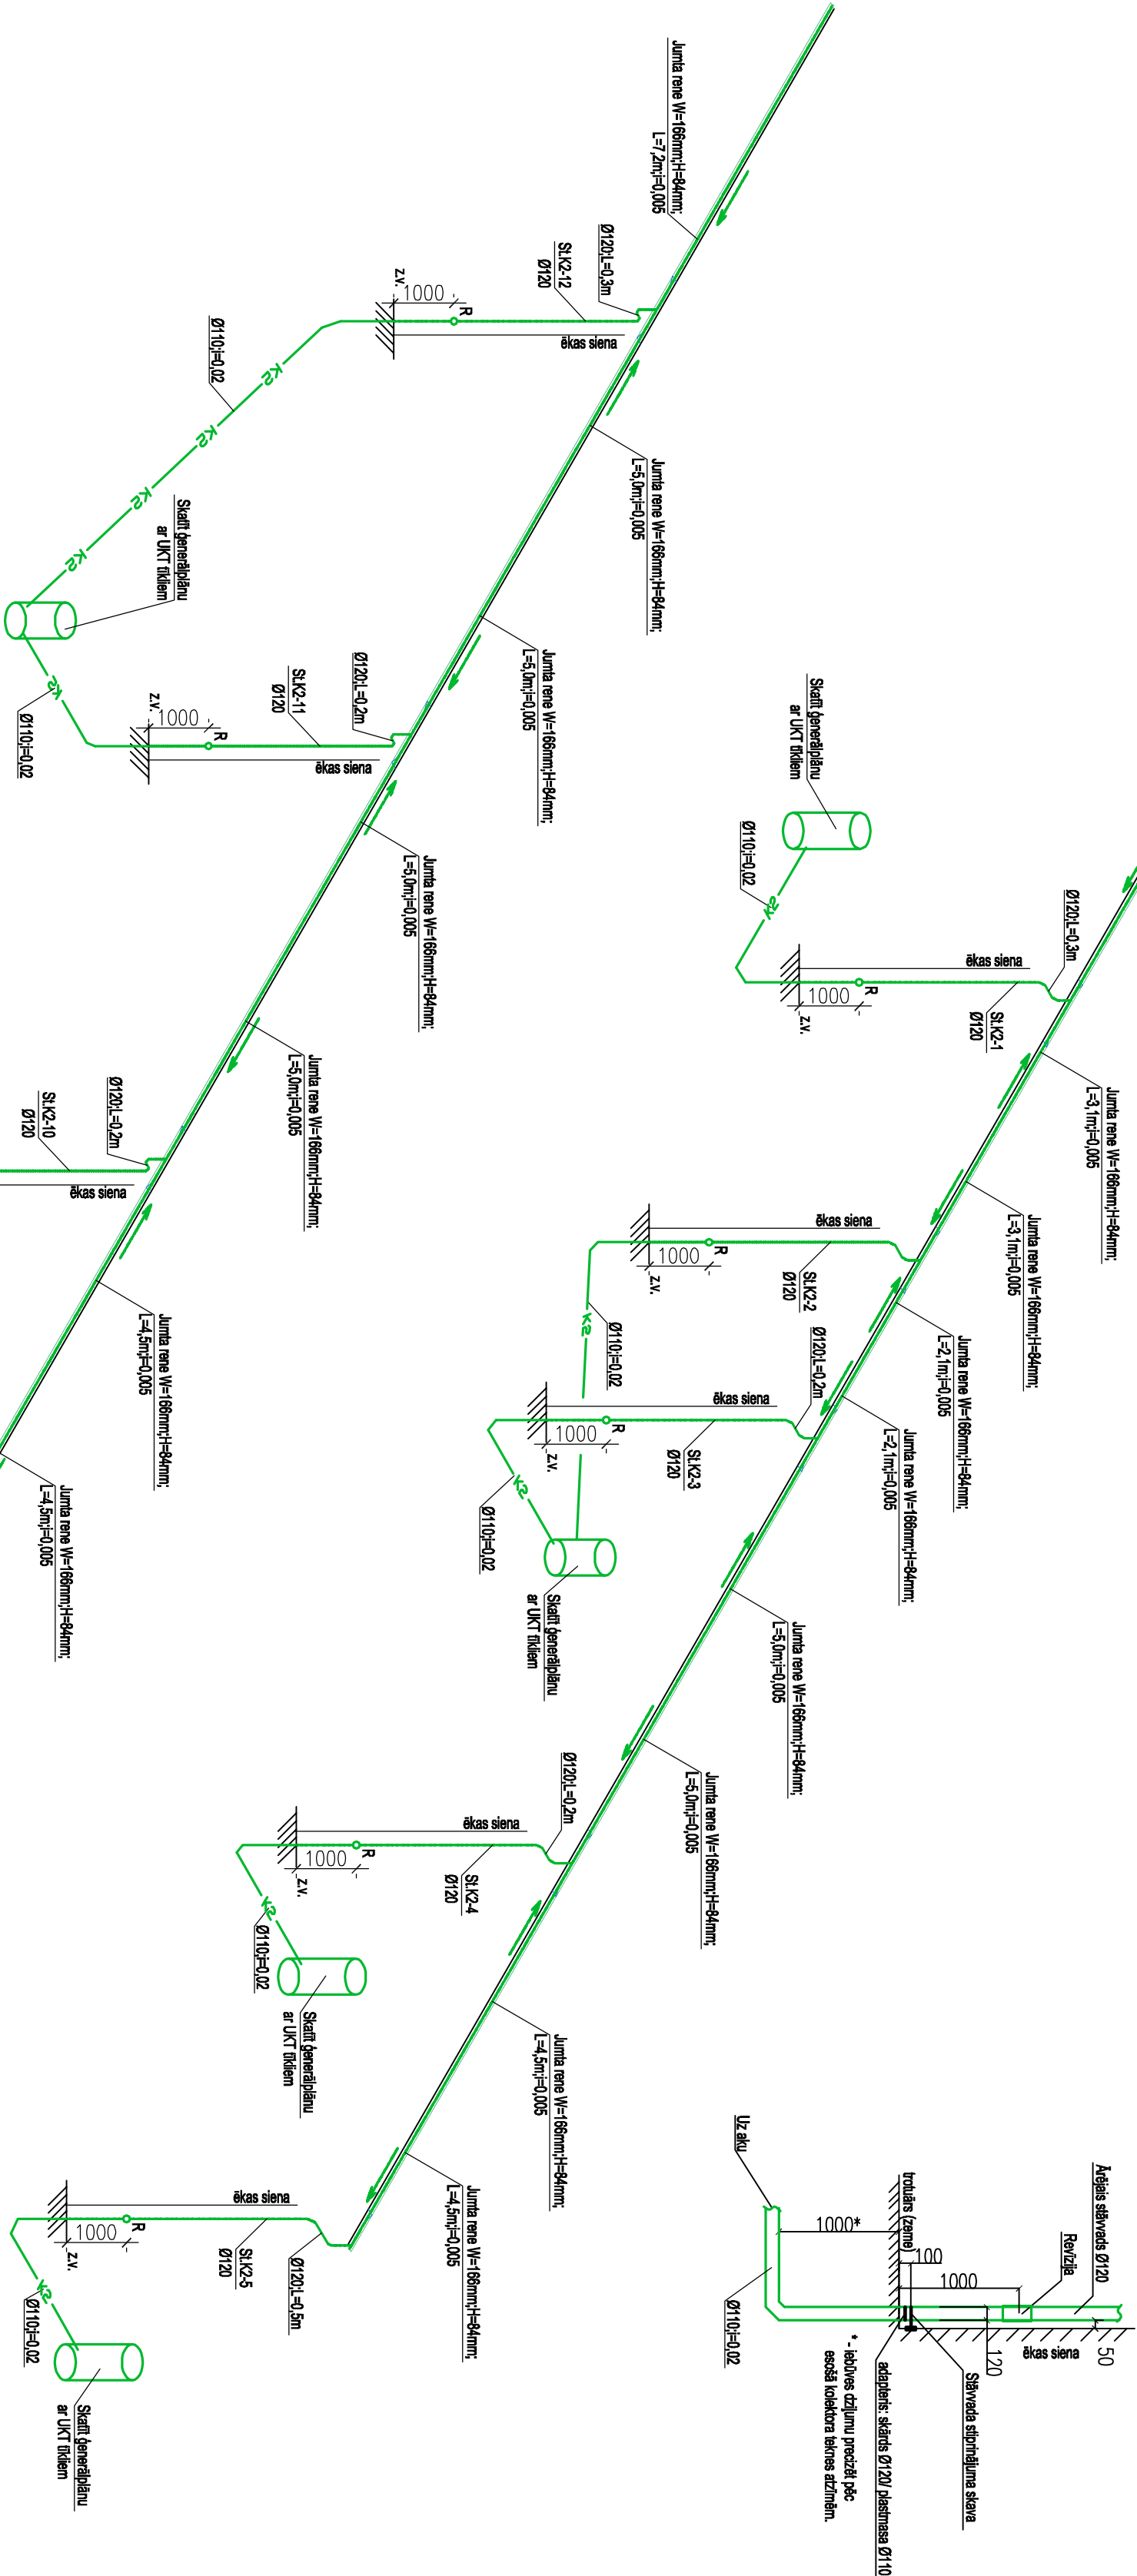 Jumta rene W=166mm;H=84mm;
L=7,2m;i=0,005
Ø120;L=0,3m
St.K2-12
Ø120
R
1000
z.v.
ēkas siena
Ø110;i=0,02
K2
K2
K2
K2
Skatīt ģenerālplānu
ar UKT tīkliem
Jumta rene W=166mm;H=84mm;
L=5,0m;i=0,005
Jumta rene W=166mm;H=84mm;
L=5,0m;i=0,005
Ø120;L=0,2m
St.K2-11
Ø120
R
1000
z.v.
ēkas siena
K2
Ø110;i=0,02
Jumta rene W=166mm;H=84mm;
L=5,0m;i=0,005
Jumta rene W=166mm;H=84mm;
L=5,0m;i=0,005
Ø120;L=0,2m
St.K2-10
Ø120
ēkas siena
Jumta rene W=166mm;H=84mm;
L=4,5m;i=0,005
Jumta rene W=166mm;H=84mm;
L=4,5m;i=0,005
Skatīt ģenerālplānu
ar UKT tīkliem
Ø110;i=0,02
K2
Ø120;L=0,3m
ēkas siena
St.K2-1
Ø120
R
1000
z.v.
Jumta rene W=166mm;H=84mm;
L=3,1m;i=0,005
Jumta rene W=166mm;H=84mm;
L=3,1m;i=0,005
ēkas siena
St.K2-2
Ø120
R
1000
z.v.
K2
Ø110;i=0,02
Jumta rene W=166mm;H=84mm;
L=2,1m;i=0,005
Jumta rene W=166mm;H=84mm;
L=2,1m;i=0,005
Ø120;L=0,2m
ēkas siena
St.K2-3
Ø120
R
1000
z.v.
K2
Ø110;i=0,02
Skatīt ģenerālplānu
ar UKT tīkliem
Jumta rene W=166mm;H=84mm;
L=5,0m;i=0,005
Jumta rene W=166mm;H=84mm;
L=5,0m;i=0,005
Ø120;L=0,2m
ēkas siena
St.K2-4
Ø120
R
1000
z.v.
K2
Ø110;i=0,02
Skatīt ģenerālplānu
ar UKT tīkliem
Jumta rene W=166mm;H=84mm;
L=4,5m;i=0,005
Jumta rene W=166mm;H=84mm;
L=4,5m;i=0,005
Ø120;L=0,5m
ēkas siena
St.K2-5
Ø120
R
1000
z.v.
K2
Ø110;i=0,02
Skatīt ģenerālplānu
ar UKT tīkliem
Ārējais stāvvads Ø120
Revīzija
50
ēkas siena
1000
120
100
trotuārs (zeme)
Stāvvada stiprinājuma skava
adapteris: skārds Ø120/ plastmasa Ø110
1000*
Uz aku
Ø110;i=0,02
* - iebūves dziļumu precizēt pēc
esošā kolektora teknes atzīmēm.